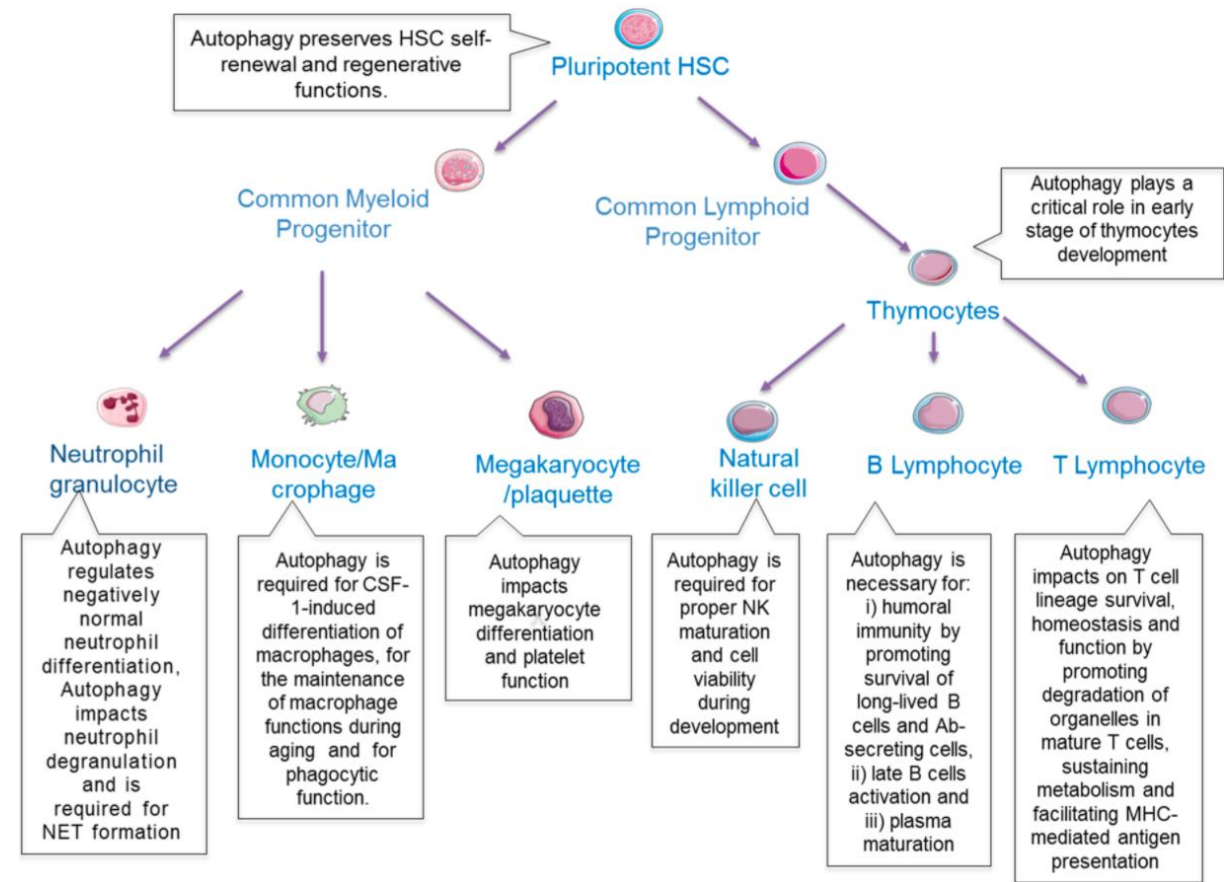 Autophagy preserves HSC self-
renewal and regenerative
functions.
Pluripotent HSC
Common Myeloid
Progenitor
Common Lymphoid
Progenitor
Autophagy plays a
critical role in early
stage of thymocytes
development
Thymocytes
Neutrophil
granulocyte
Monocyte/Ma
crophage
Megakaryocyte
/plaquette
Natural
killer cell
B Lymphocyte
T Lymphocyte
Autophagy
regulates
negatively
normal
neutrophil
differentiation,
Autophagy
impacts
neutrophil
degranulation
and is
required for
NET formation
Autophagy is
required for CSF-
1-induced
differentiation of
macrophages, for
the maintenance
of macrophage
functions during
aging and for
phagocytic
function.
Autophagy
impacts
megakaryocyte
differentiation
and platelet
function
Autophagy is
required for
proper NK
maturation
and cell
viability
during
development
Autophagy is
necessary for:
i) humoral
immunity by
promoting
survival of
long-lived B
cells and Ab-
secreting cells,
ii) late B cells
activation and
iii) plasma
maturation
Autophagy
impacts on T cell
lineage survival,
homeostasis and
function by
promoting
degradation of
organelles in
mature T cells,
sustaining
metabolism and
facilitating MHC-
mediated antigen
presentation